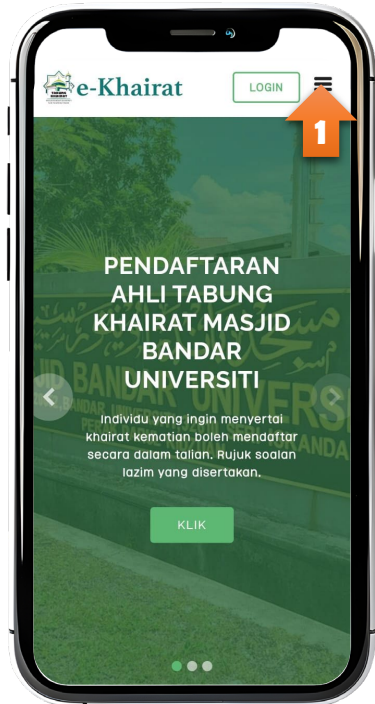 e-Khairat
LOGIN
1
PENDAFTARAN
AHLI TABUNG
KHAIRAT MASJID
BANDAR
UNIVERSITI
Individu yang ingin menyertai
khairat kematian boleh mendaftar
secara dalam talian. Rujuk soalan
lazim yang disertakan.
KLIK